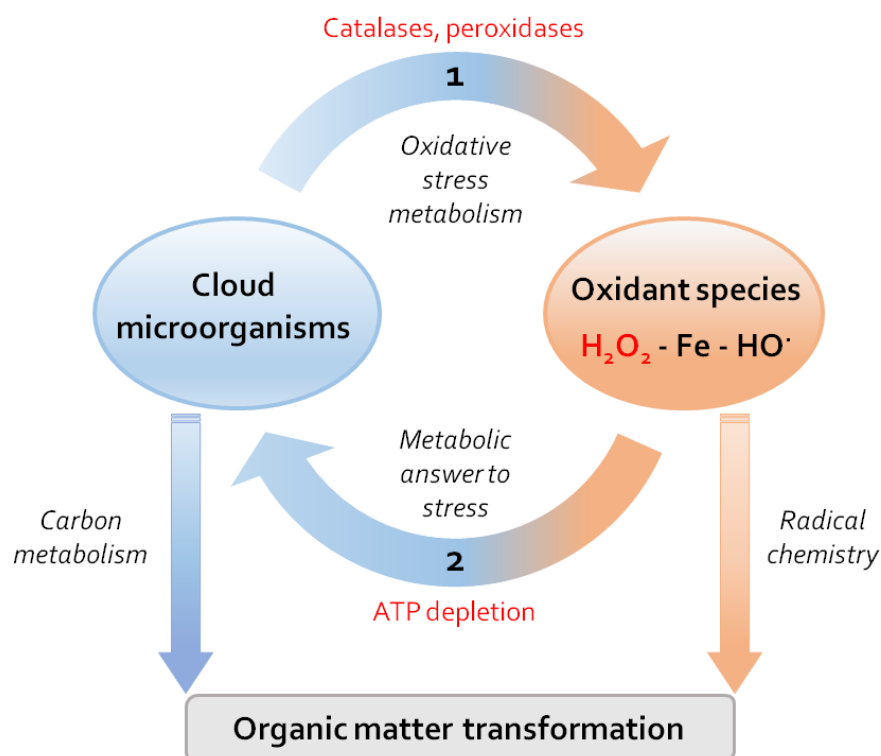 Catalases, peroxidases
1
Oxidative
stress
metabolism
Cloud
microorganisms
Oxidant species
H₂O₂ - Fe - HO˙
Metabolic
answer to
stress
2
ATP depletion
Carbon
metabolism
Radical
chemistry
Organic matter transformation